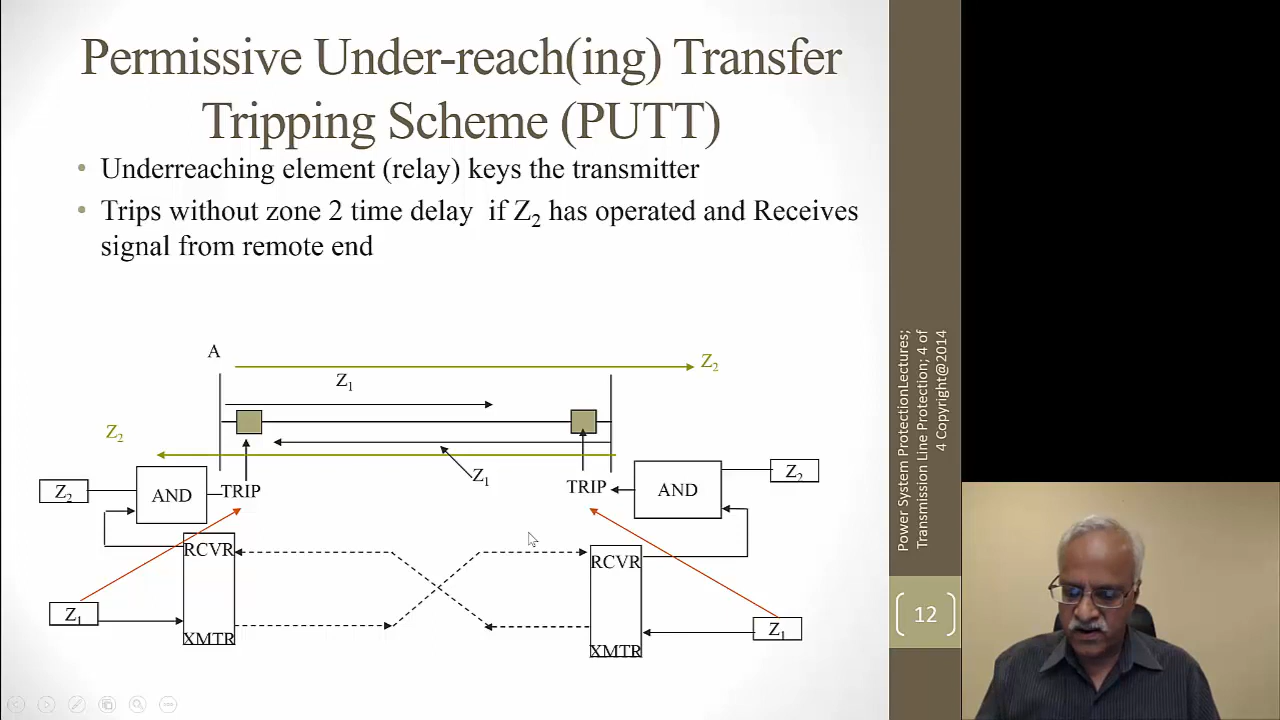 Permissive Under-reach(ing) Transfer
Tripping Scheme (PUTT)
• Underreaching element (relay) keys the transmitter
• Trips without zone 2 time delay if Z2 has operated and Receives
signal from remote end
A
Z2
Z1
Z2
Z1
Z2
AND
TRIP
TRIP
AND
Z2
RCVR
RCVR
Z1
XMTR
Z1
XMTR
Power System ProtectionLectures;
Transmission Line Protection; 4 of
4 Copyright@2014
12